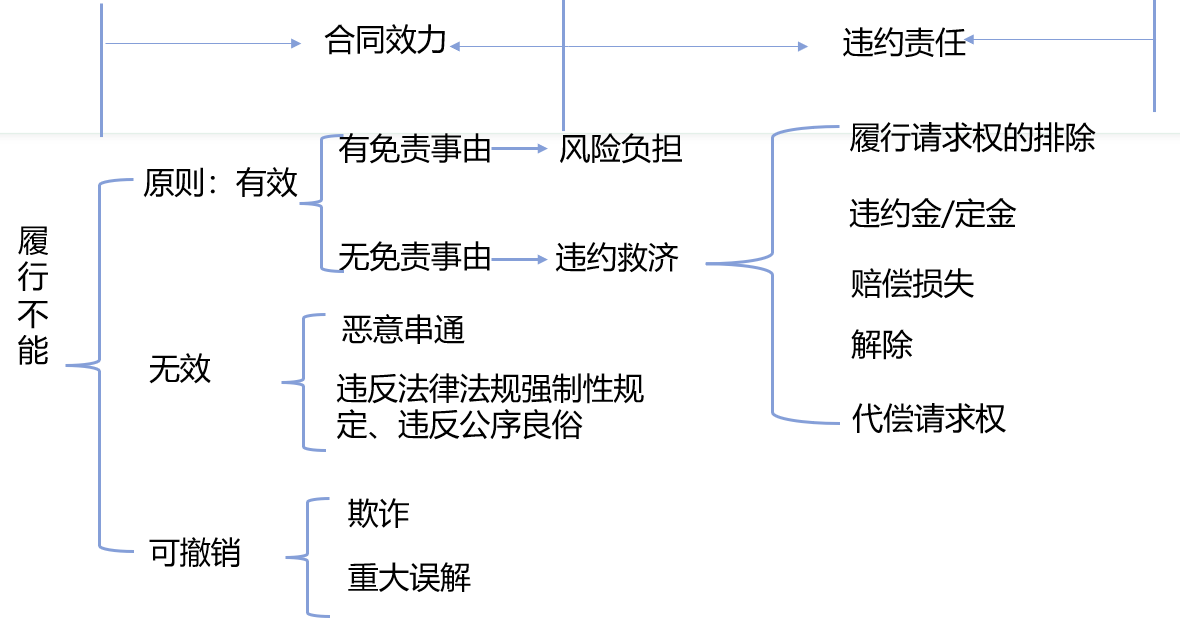 合同效力
违约责任
履行不能
原则：有效
有免责事由
风险负担
无免责事由
违约救济
履行请求权的排除
违约金/定金
赔偿损失
解除
代偿请求权
无效
恶意串通
违反法律法规强制性规
定、违反公序良俗
可撤销
欺诈
重大误解